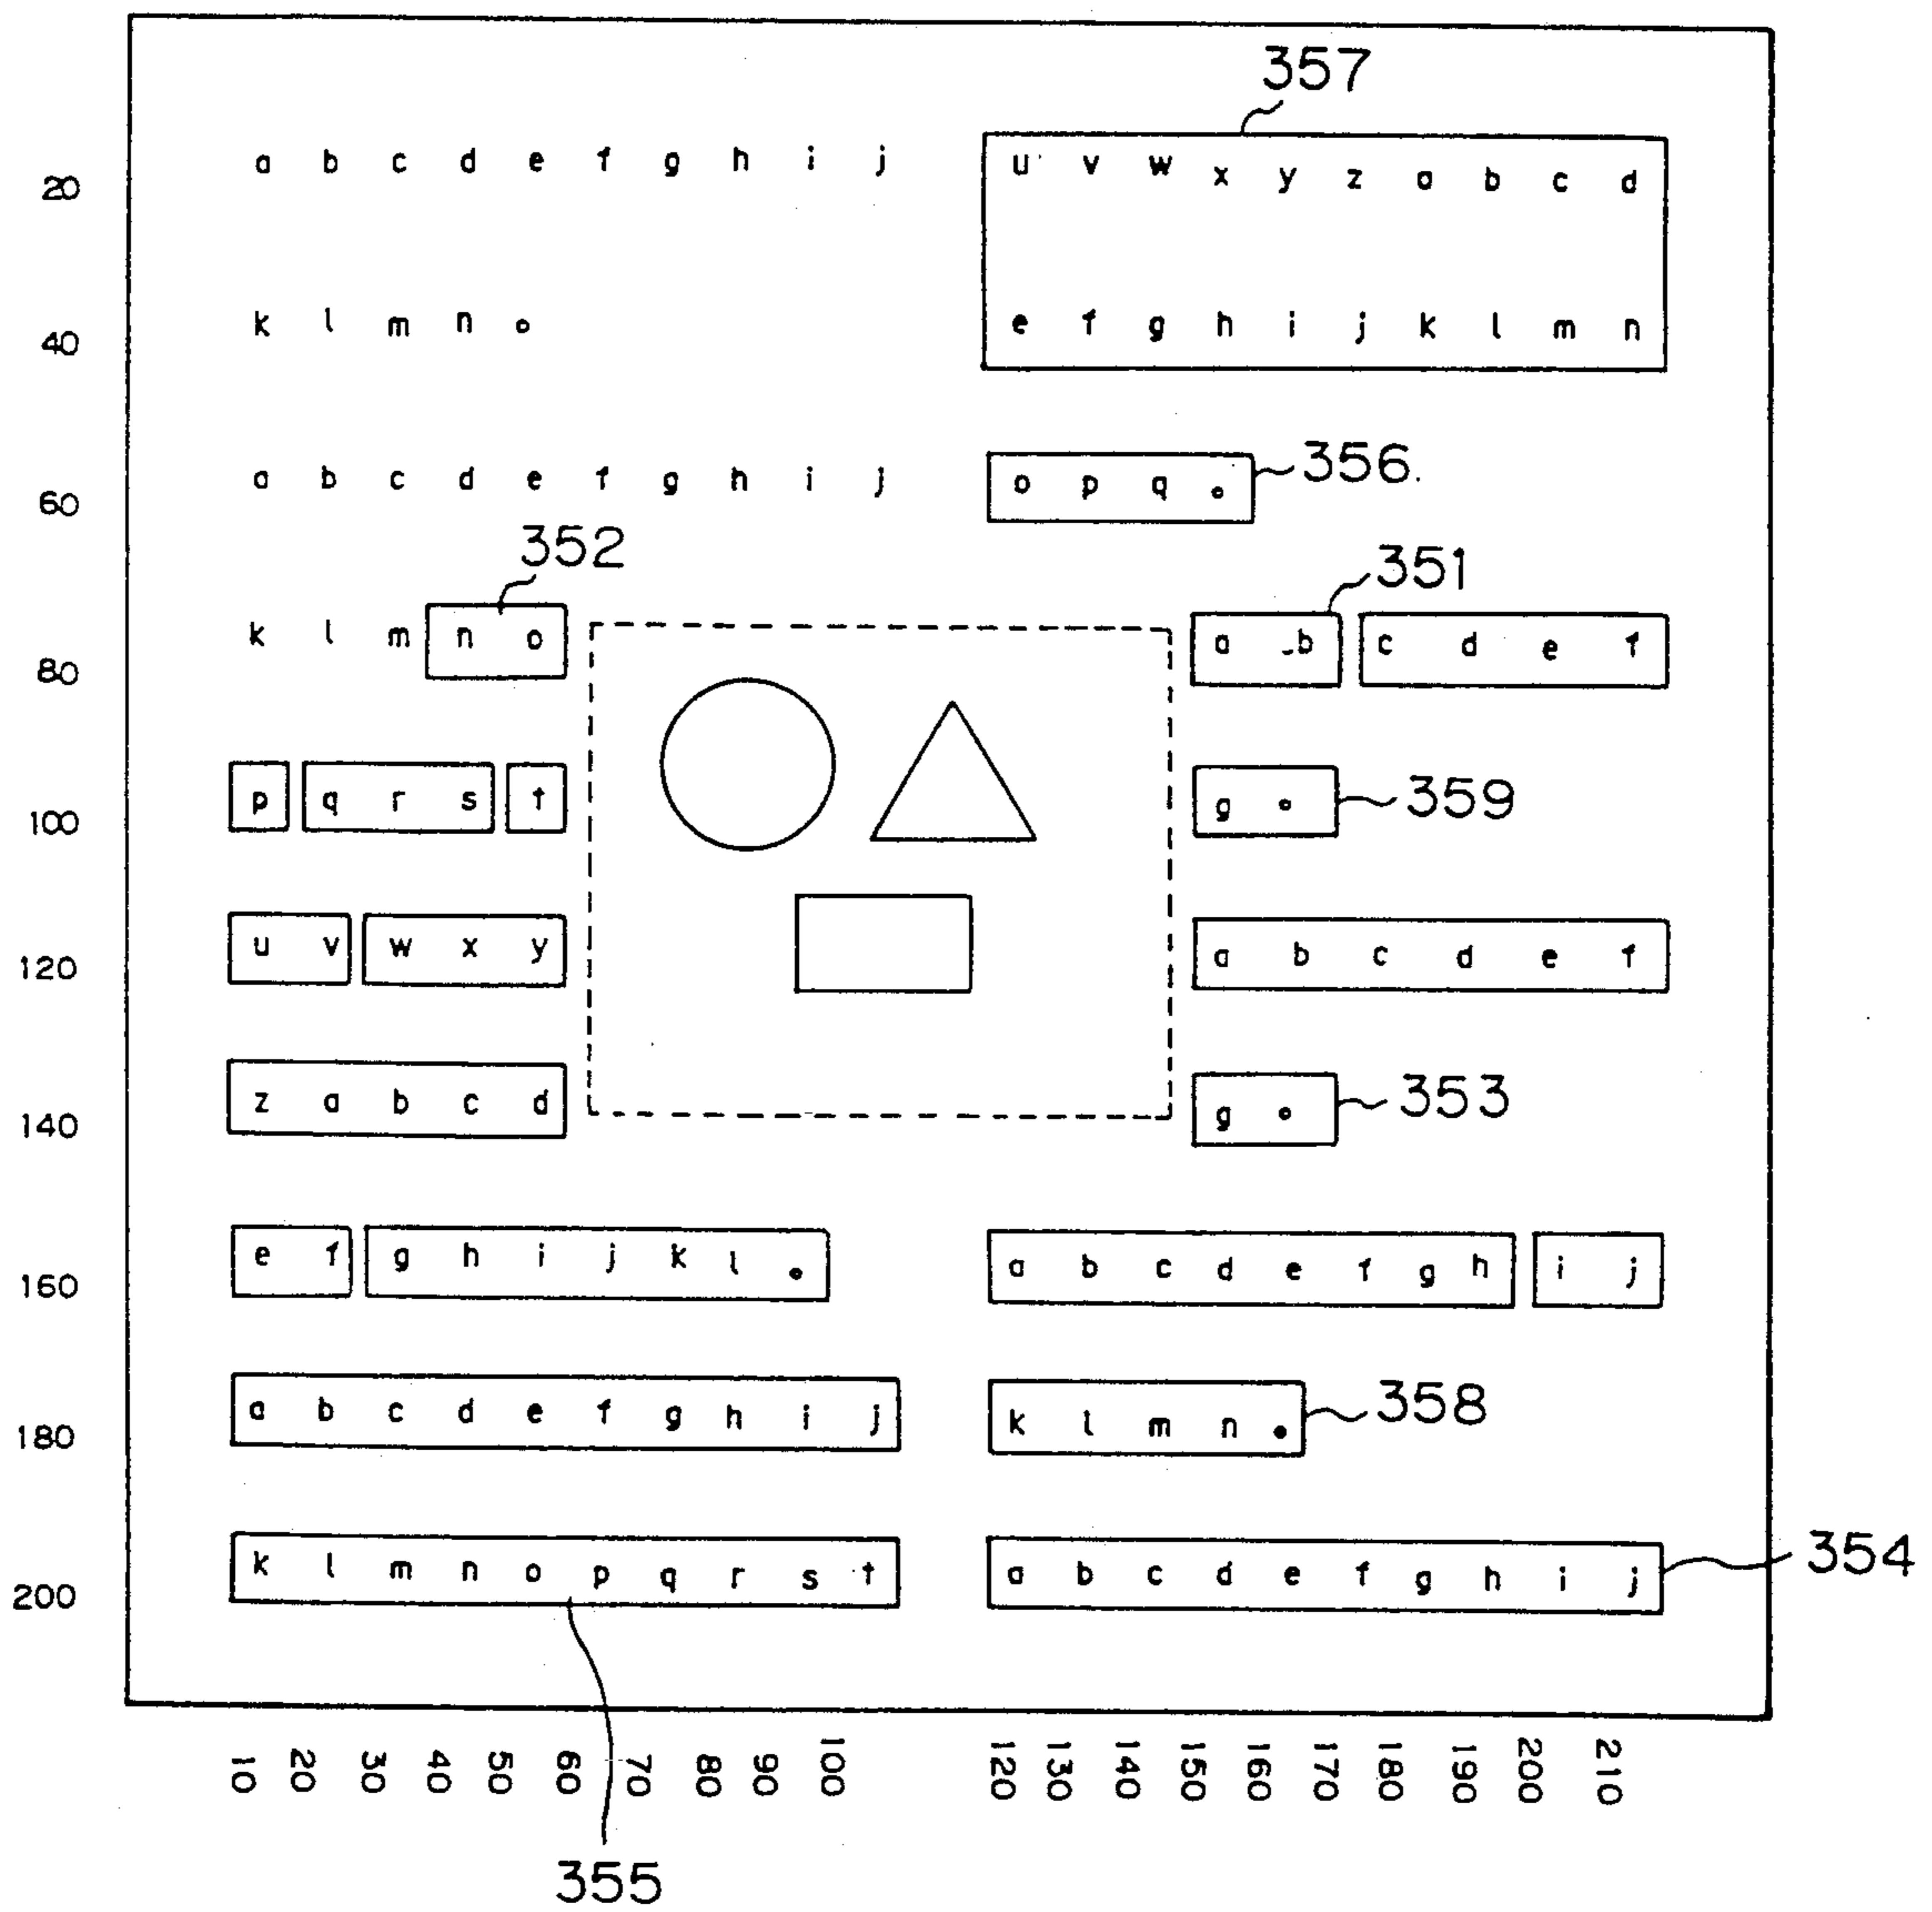 357
a b c d e f g h i j u v w x y z a b c d
20
k l m n o e f g h i j k l m n
40
a b c d e f g h i j o p q . 356.
60
352 351
k l m n o a b c d e f
80
p q r s t g . 359
100
u v w x y a b c d e f
120
z a b c d g . 353
140
e f g h i j k l . a b c d e f g h i j
160
a b c d e f g h i j k l m n . 358
180
k l m n o p q r s t a b c d e f g h i j 354
200
10 20 30 40 50 60 70 80 90 100 120 130 140 150 160 170 180 190 200 210
355